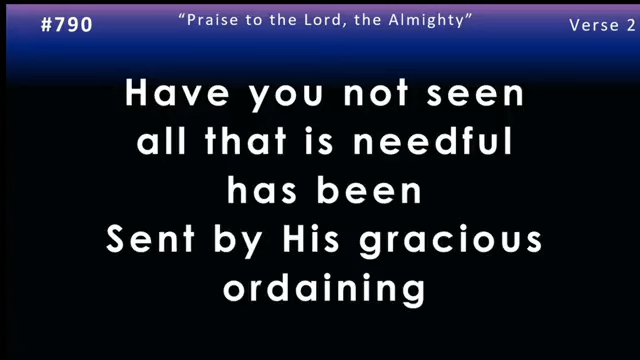 #790 “Praise to the Lord, the Almighty” Verse 2
Have you not seen
all that is needful
has been
Sent by His gracious
ordaining